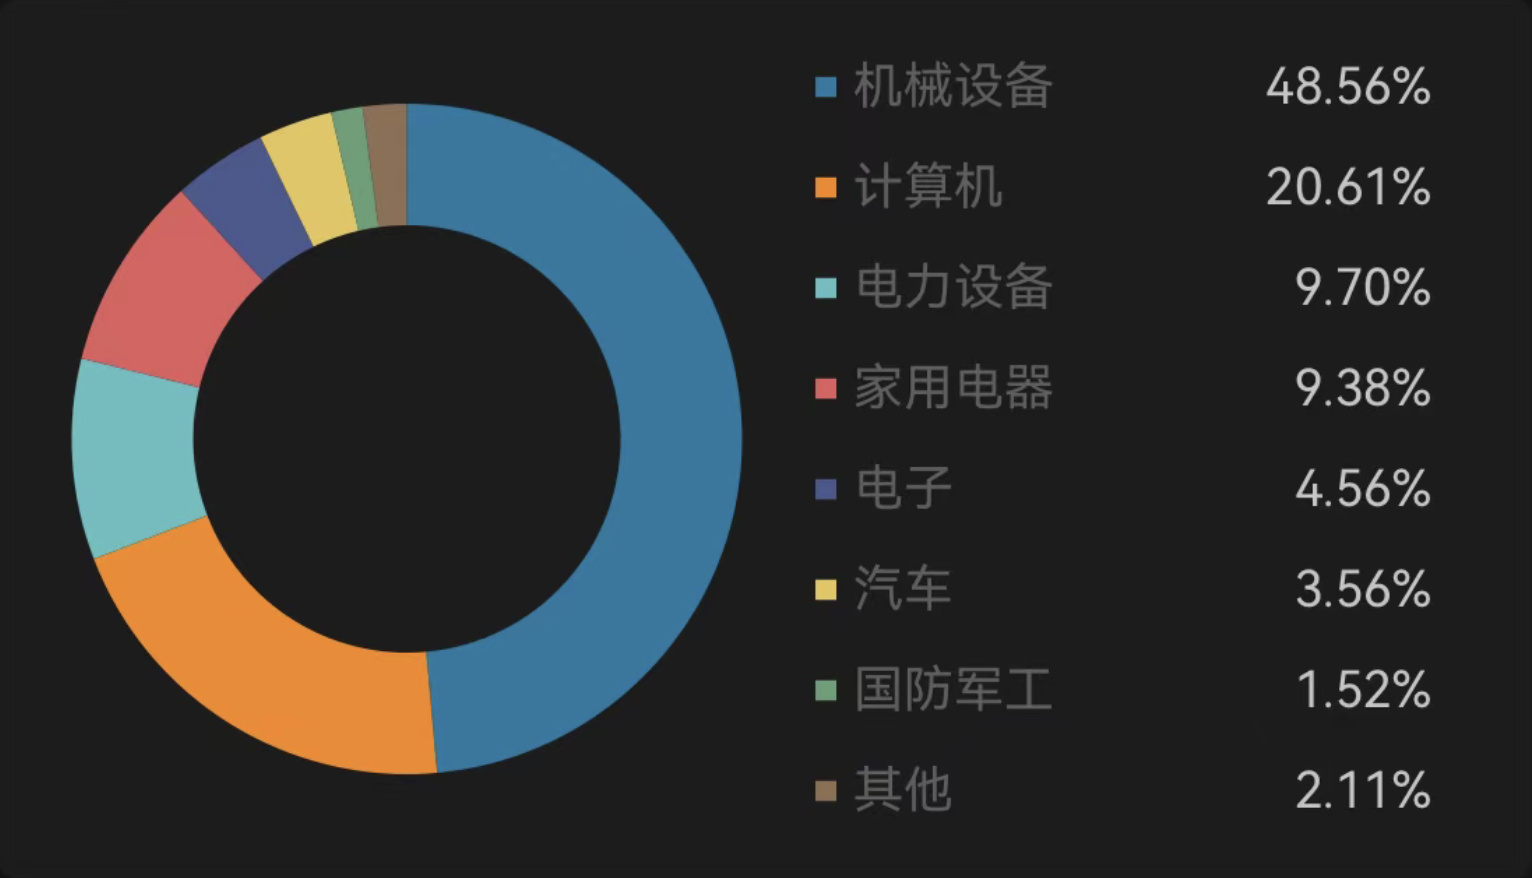 机械设备 48.56%
计算机 20.61%
电力设备 9.70%
家用电器 9.38%
电子 4.56%
汽车 3.56%
国防军工 1.52%
其他 2.11%